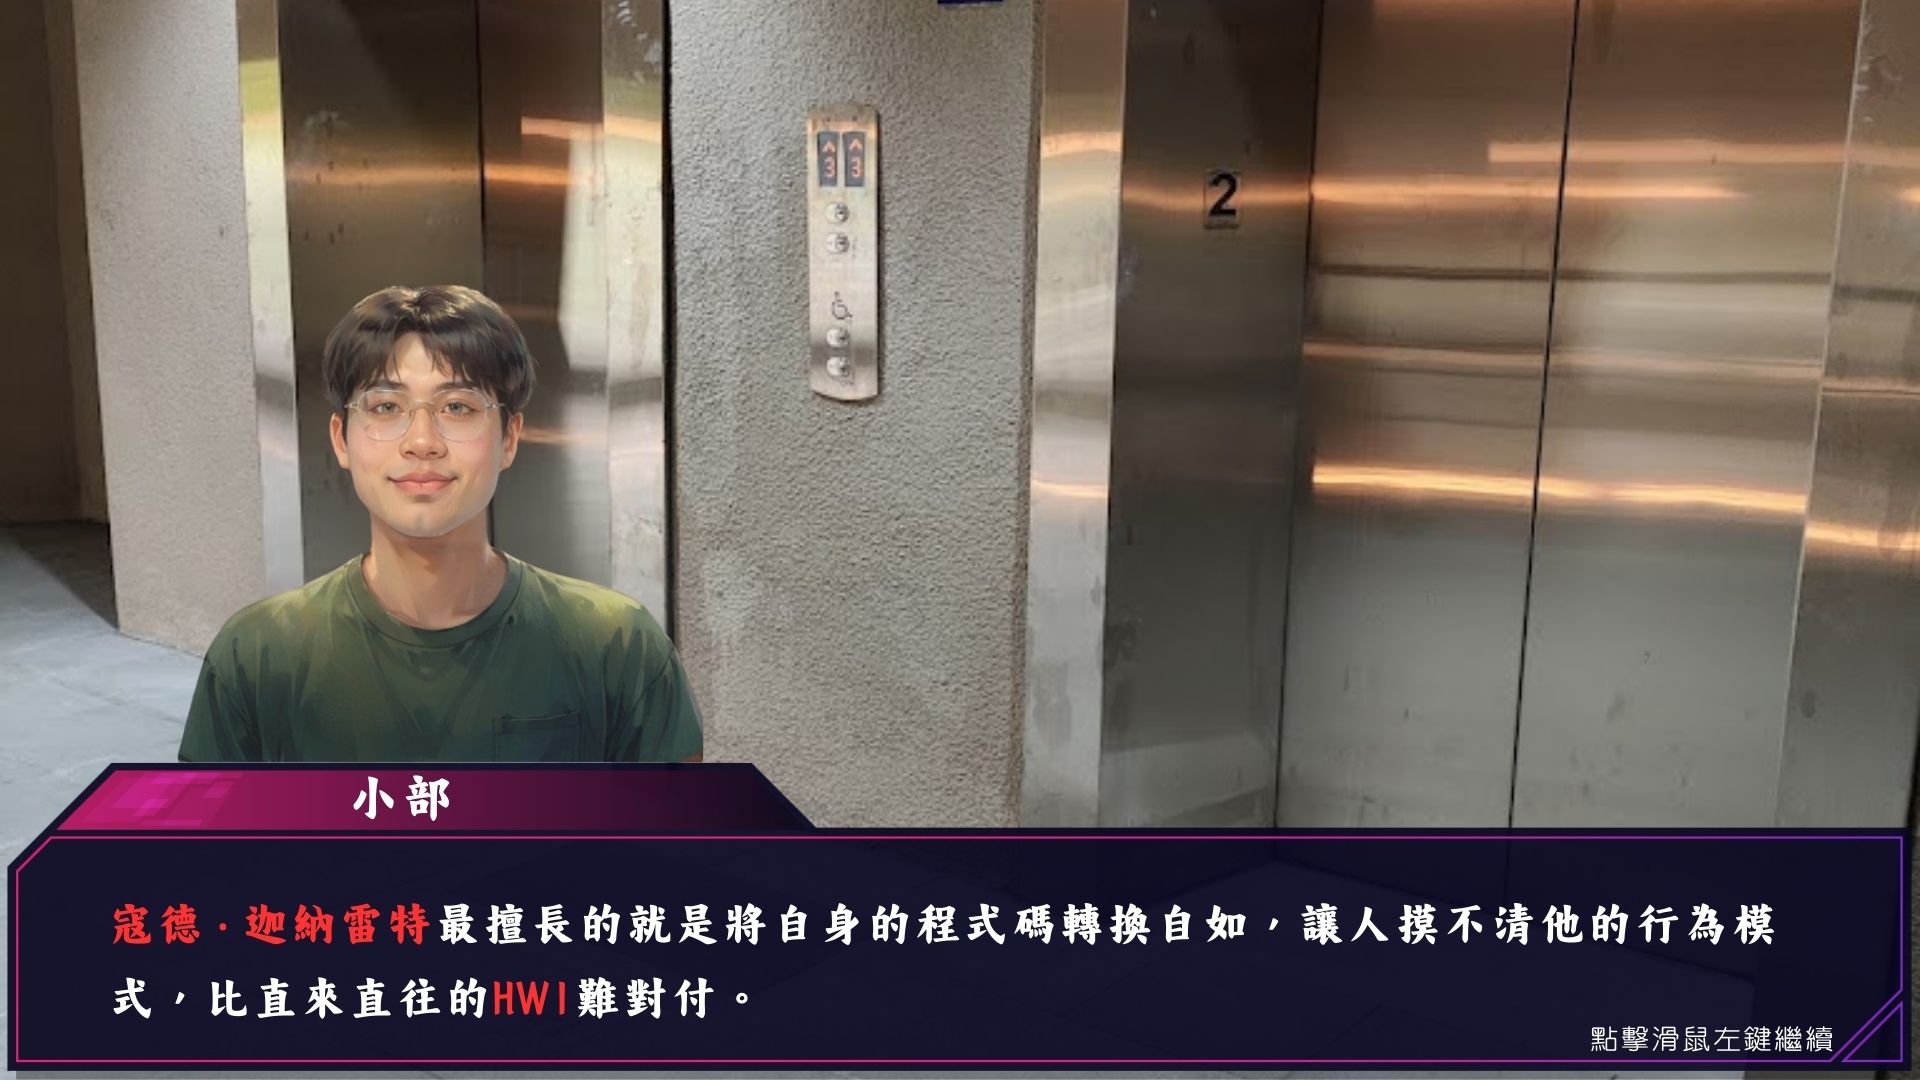 3 3
2
小部
寇德·迦納雷特最擅長的就是將自身的程式碼轉換自如，讓人摸不清他的行為模
式，比直來直往的HW1難對付。
點擊滑鼠左鍵繼續